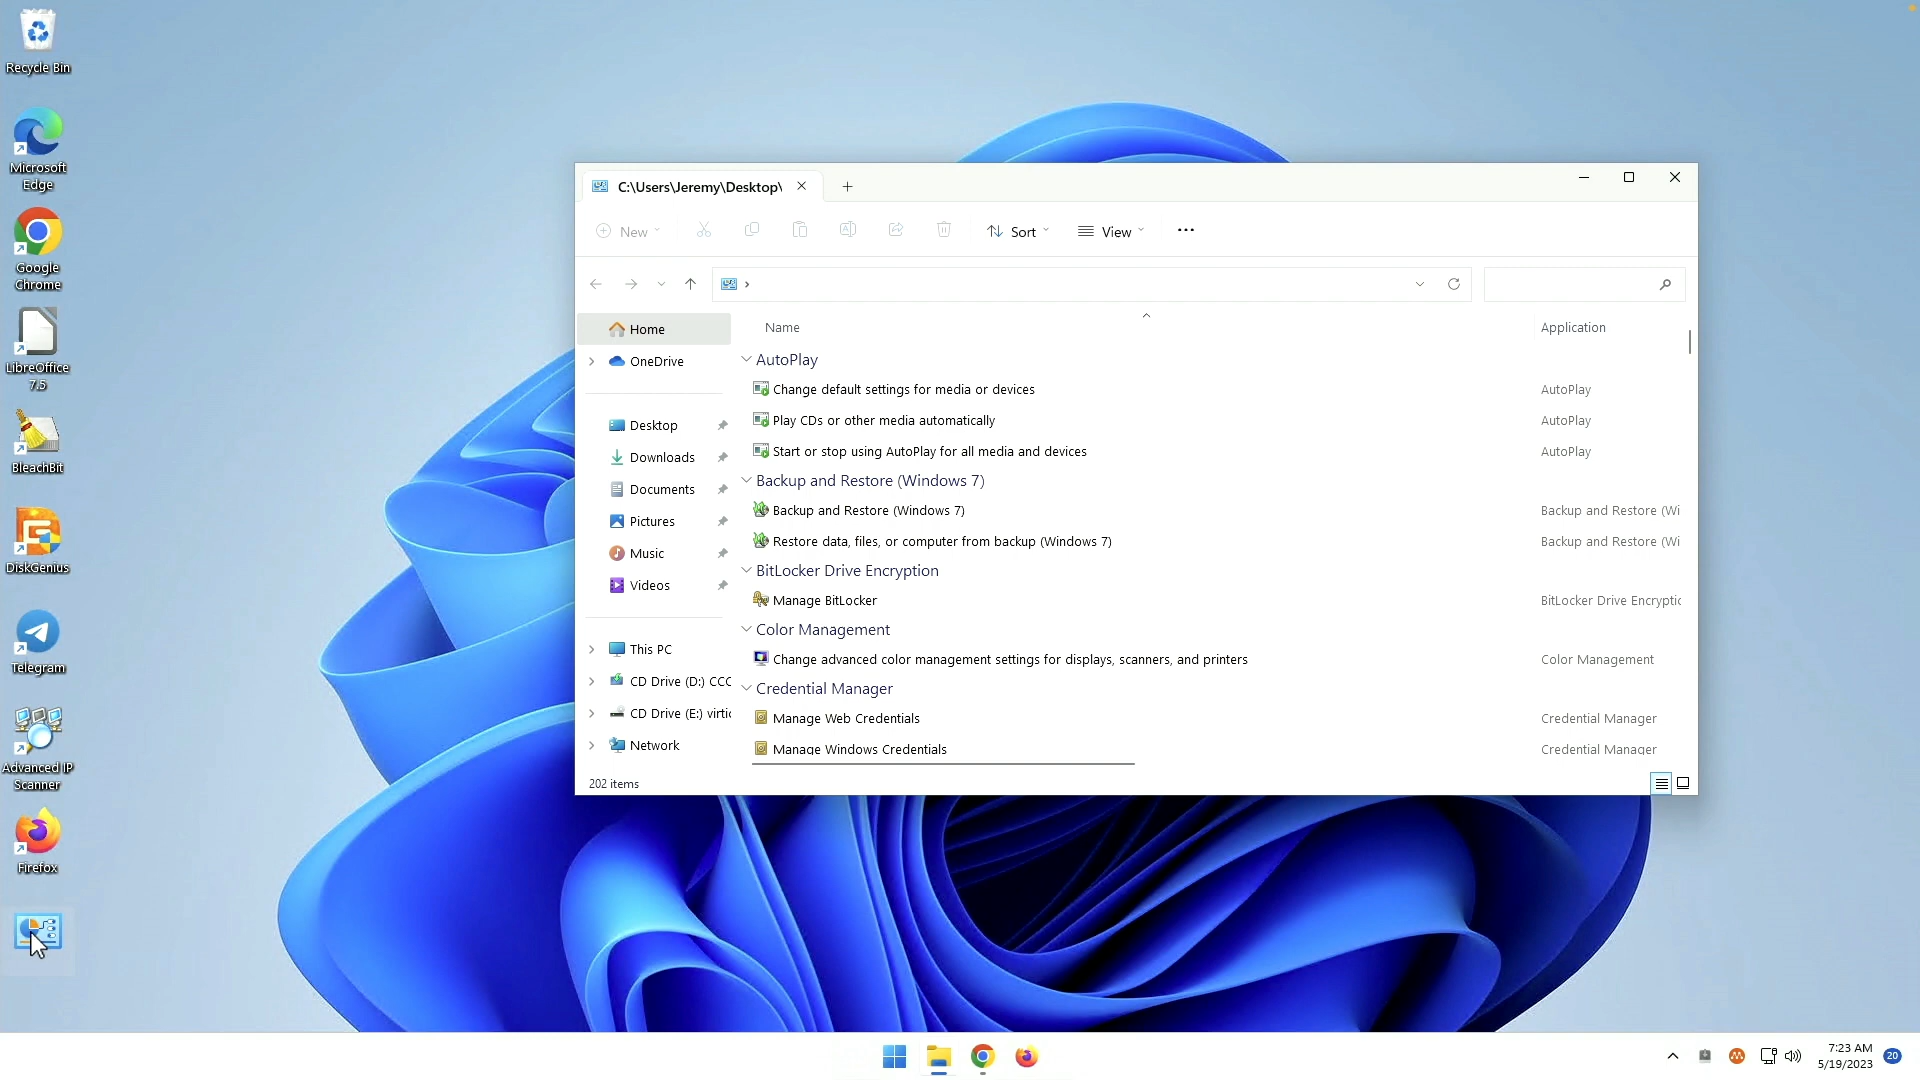 Recycle Bin
Microsoft
Edge
Google
Chrome
LibreOffice
7.5
BleachBit
DiskGenius
Telegram
Advanced IP
Scanner
Firefox
C:\Users\Jeremy\Desktop\
New
Sort
View
Home
OneDrive
Desktop
Downloads
Documents
Pictures
Music
Videos
This PC
CD Drive (D:) CCC
CD Drive (E:) virtio
Network
Name
Application
AutoPlay
Change default settings for media or devices
AutoPlay
Play CDs or other media automatically
AutoPlay
Start or stop using AutoPlay for all media and devices
AutoPlay
Backup and Restore (Windows 7)
Backup and Restore (Windows 7)
Backup and Restore (Wi
Restore data, files, or computer from backup (Windows 7)
Backup and Restore (Wi
BitLocker Drive Encryption
Manage BitLocker
BitLocker Drive Encryptic
Color Management
Change advanced color management settings for displays, scanners, and printers
Color Management
Credential Manager
Manage Web Credentials
Credential Manager
Manage Windows Credentials
Credential Manager
202 items
7:23 AM
5/19/2023
20